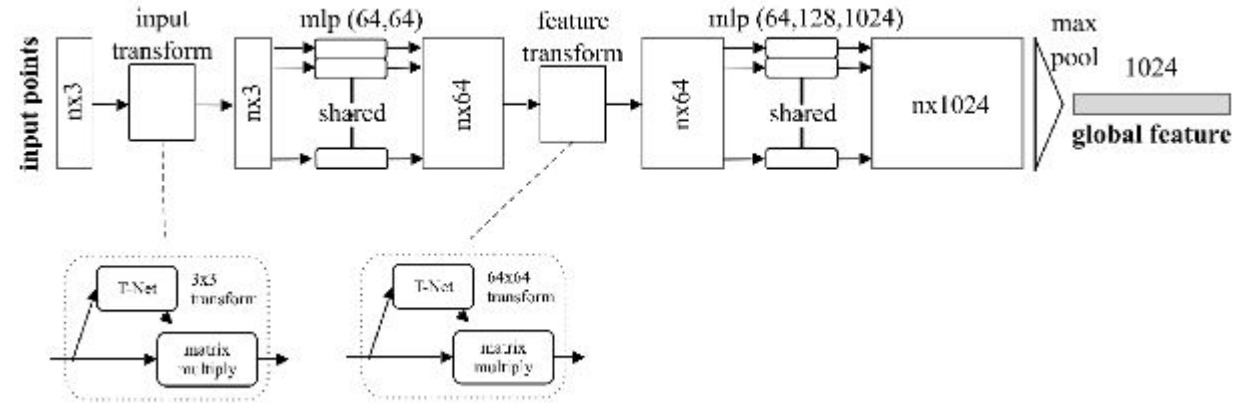 input points
nx3
input
transform
nx3
mlp (64,64)
shared
nx64
feature
transform
nx64
mlp (64,128,1024)
shared
nx1024
max
pool
1024
global feature
T-Net
3x3
transform
matrix
multiply
T-Net
64x64
transform
matrix
multiply